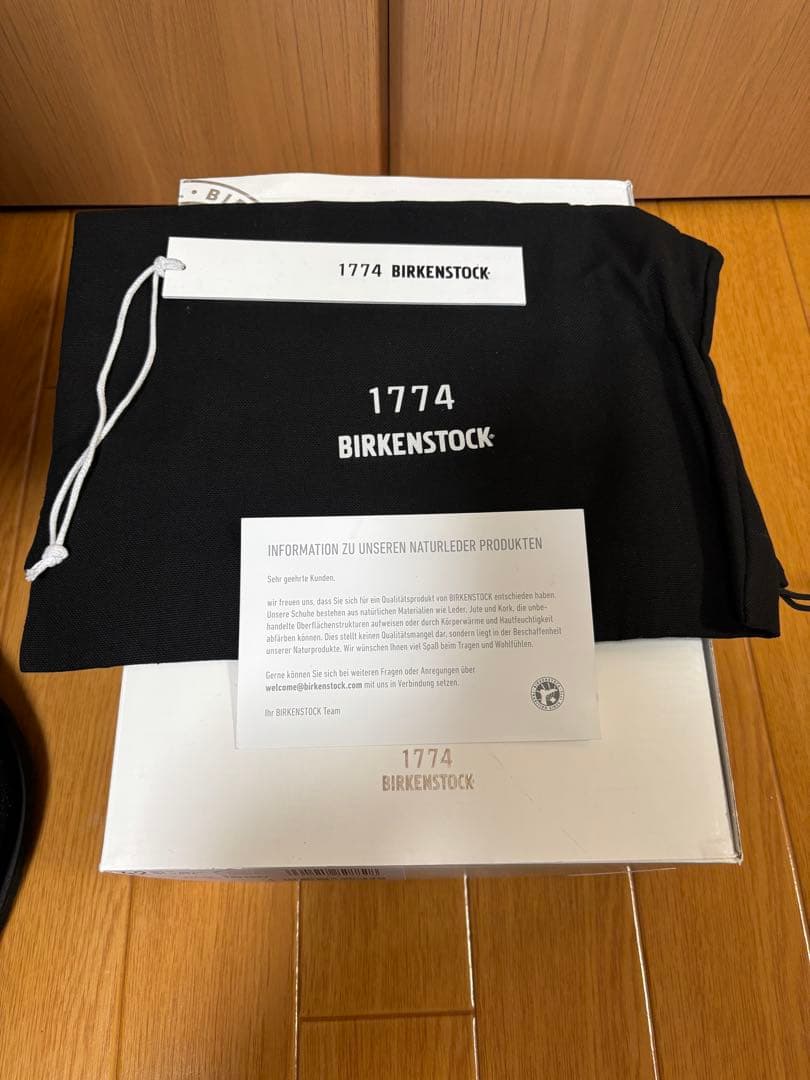 1774 BIRKENSTOCK
1774
BIRKENSTOCK
INFORMATION ZU UNSEREN NATURLEDER PRODUKTEN
Sehr geehrte Kunden,
wir freuen uns, dass Sie sich für ein Qualitätsprodukt von BIRKENSTOCK entschieden haben.
Unsere Schuhe bestehen aus natürlichen Materialien wie Leder, Jute und Kork, die unbe-
handelte Oberflächenstrukturen aufweisen oder durch Körperwärme und Hautfeuchtigkeit
abfärben können. Dies stellt keinen Qualitätsmangel dar, sondern liegt in der Beschaffenheit
unserer Naturprodukte. Wir wünschen Ihnen viel Spaß beim Tragen und Wohlfühlen.
Gerne können Sie sich bei weiteren Fragen oder Anregungen über
welcome@birkenstock.com mit uns in Verbindung setzen.
Ihr BIRKENSTOCK Team
1774
BIRKENSTOCK